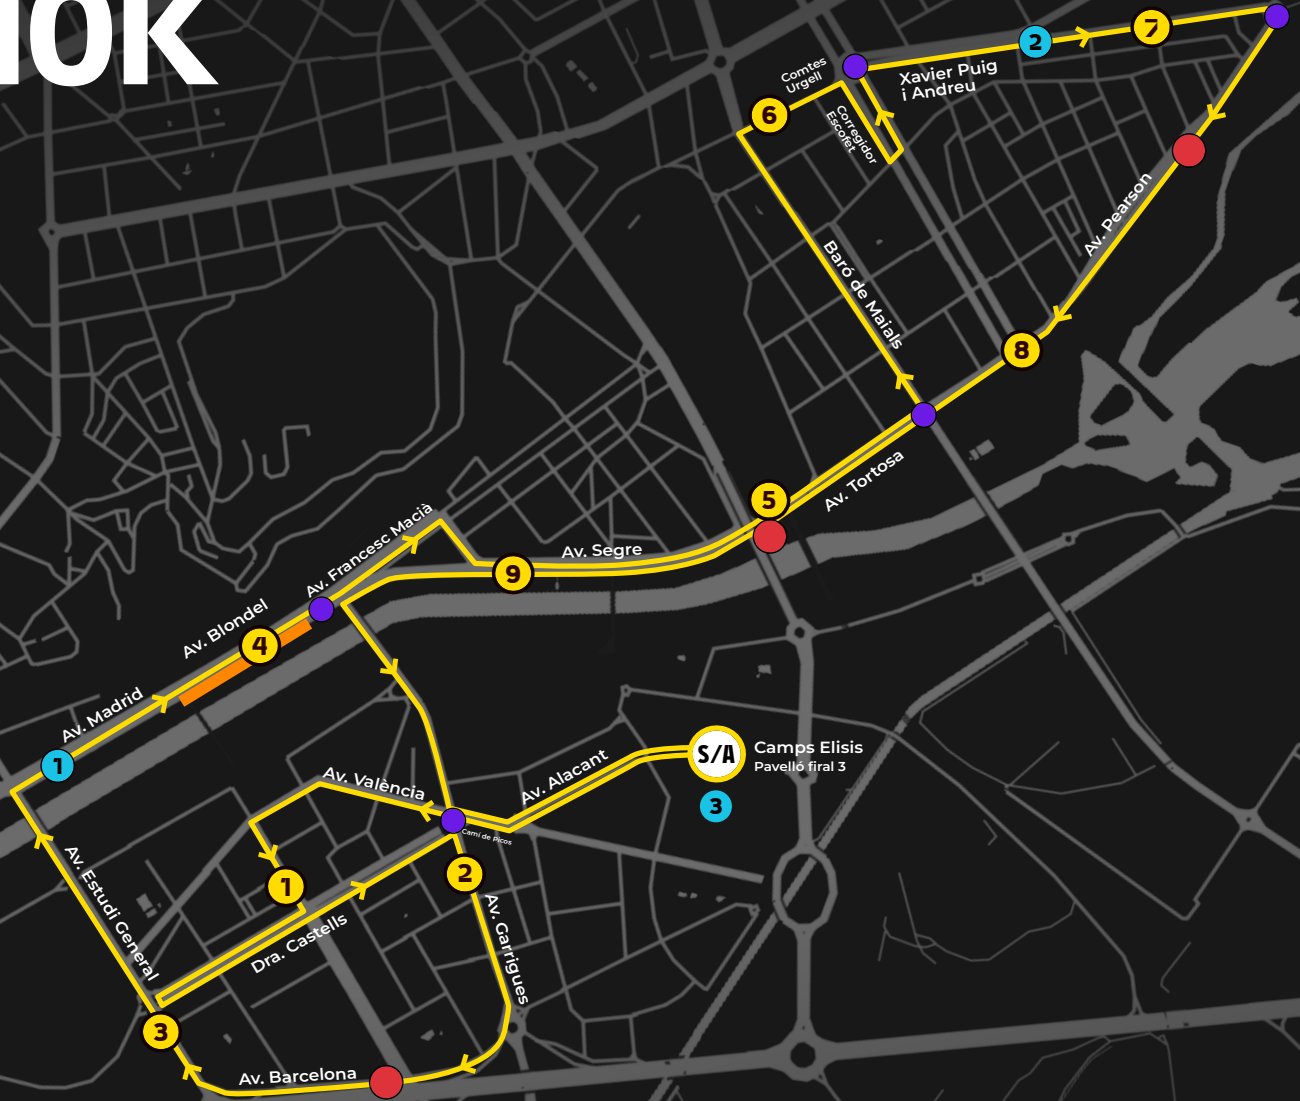 10K
2
7
Comtes
Urgell
Xavier Puig
i Andreu
6
Corregidor
Escofet
Av. Pearson
Baró de Maials
8
5
Av. Tortosa
Av. Francesc Macià
Av. Segre
9
Av. Blondel
4
Av. Madrid
1
S/A
Camps Elisis
Pavelló firal 3
3
Av. València
Av. Alacant
Camí de Picos
Av. Estudi General
1
2
Dra. Castells
Av. Garrigues
3
Av. Barcelona